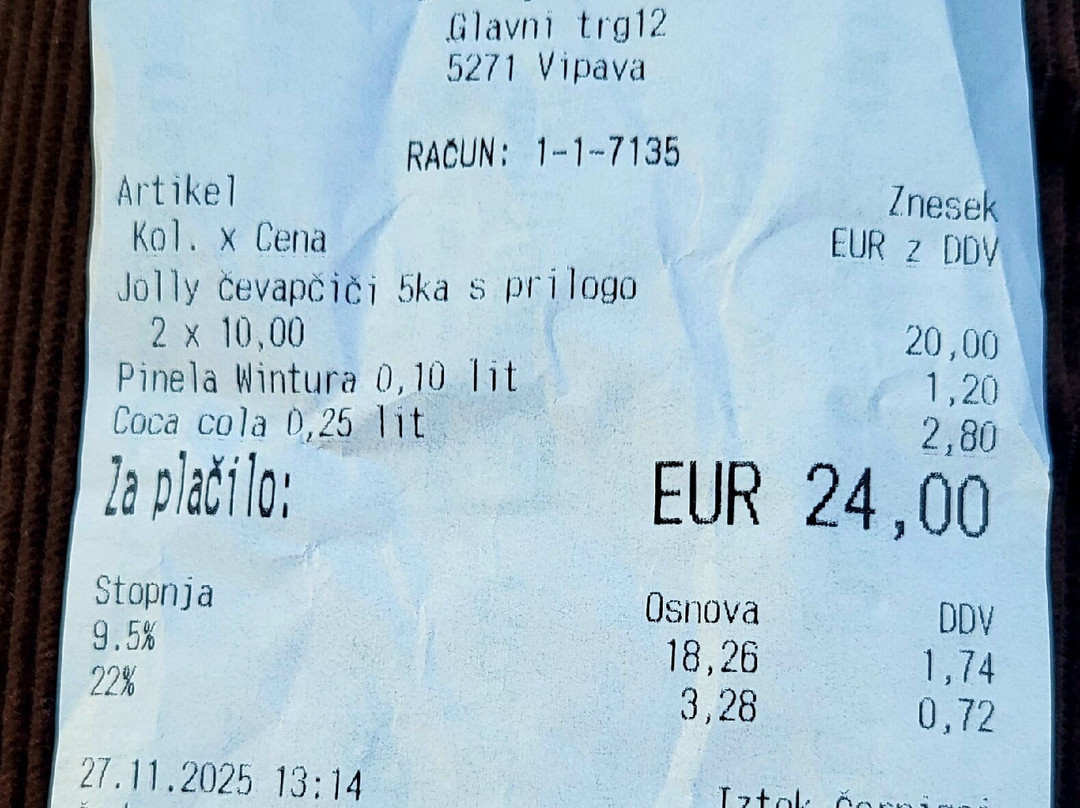 Glavni trg12
5271 Vipava
RAČUN: 1-1-7135
Artikel Znesek
Kol. x Cena EUR z DDV
Jolly čevapčiči 5ka s prilogo
2 x 10,00 20,00
Pinela Wintura 0,10 lit 1,20
Coca cola 0,25 lit 2,80
Za plačilo: EUR 24,00
Stopnja Osnova DDV
9.5% 18,26 1,74
22% 3,28 0,72
27.11.2025 13:14
Iztok